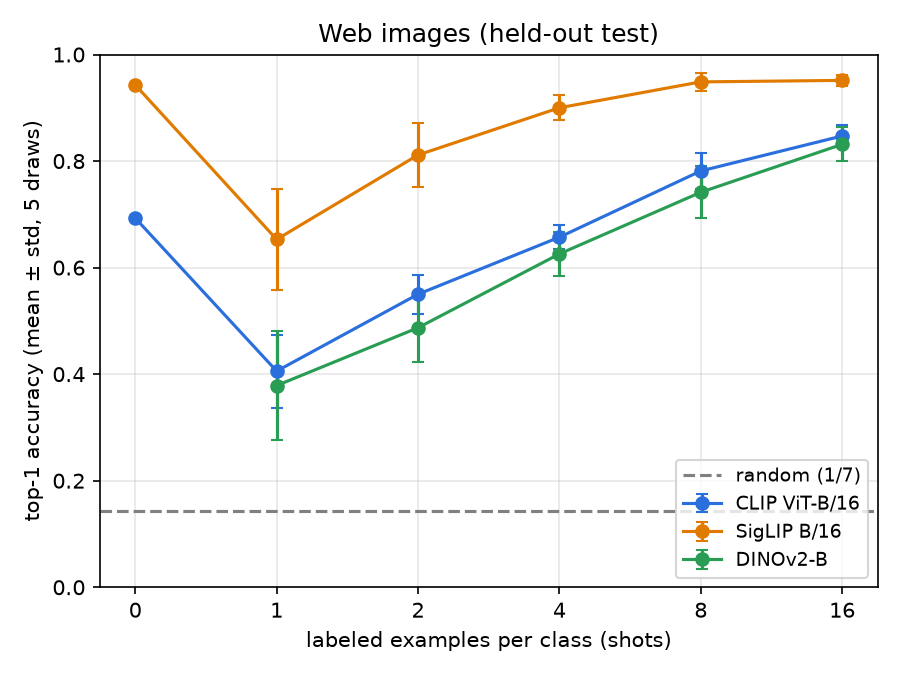 Web images (held-out test)
top-1 accuracy (mean ± std, 5 draws)
1.0
0.8
0.6
0.4
0.2
0.0
random (1/7)
CLIP ViT-B/16
SigLIP B/16
DINOv2-B
0 1 2 4 8 16
labeled examples per class (shots)